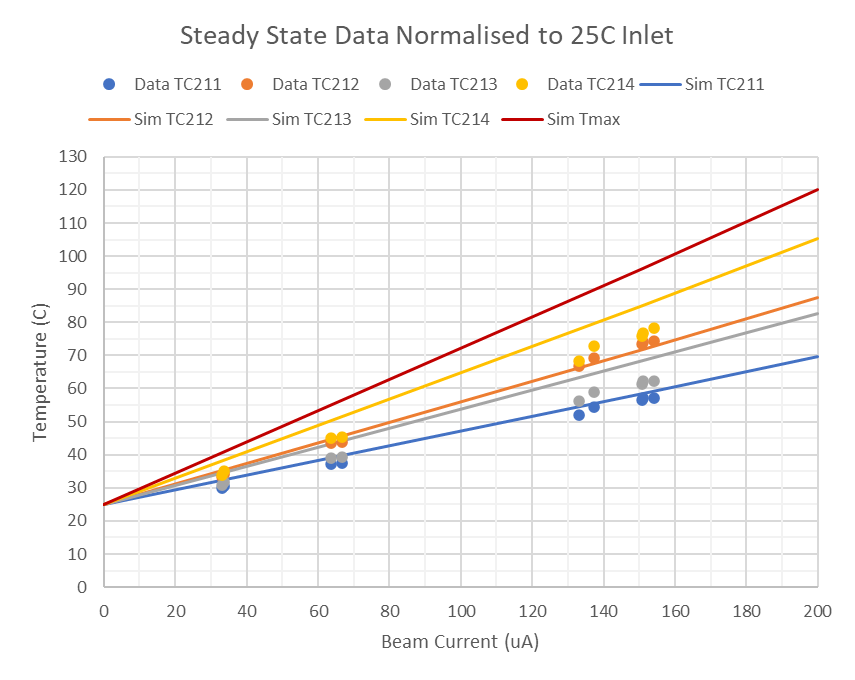 Steady State Data Normalised to 25C Inlet
Data TC211 Data TC212 Data TC213 Data TC214 Sim TC211
Sim TC212 Sim TC213 Sim TC214 Sim Tmax
130
120
110
100
90
80
70
60
50
40
30
20
10
0
Temperature (C)
0 20 40 60 80 100 120 140 160 180 200
Beam Current (uA)